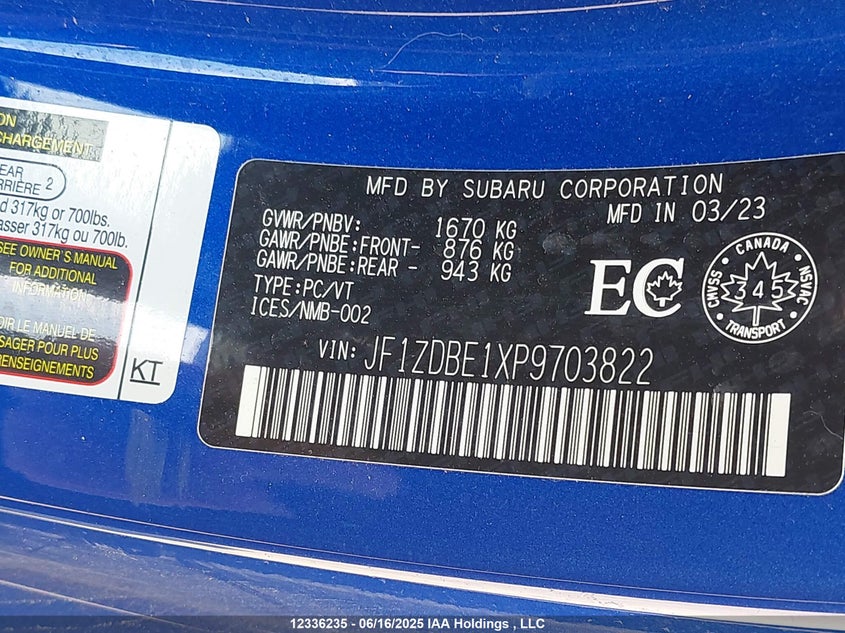 ON
CHARGEMENT
EAR
RRIÈRE 2
d 317kg or 700lbs.
asser 317kg ou 700lb.
SEE OWNER'S MANUAL
FOR ADDITIONAL
INFORMATION
OIR LE MANUEL DE
SAGER POUR PLUS
RENSEIGNEMENTS
KT
MFD BY SUBARU CORPORATION
MFD IN 03/23
GVWR/PNBV: 1670 KG
GAWR/PNBE:FRONT- 876 KG
GAWR/PNBE:REAR - 943 KG
TYPE:PC/VT
ICES/NMB-002
EC
CANADA
CMVSS
NSVAC
345
TRANSPORT
VIN: JF1ZDBE1XP9703822
12336235 - 06/16/2025 IAA Holdings , LLC